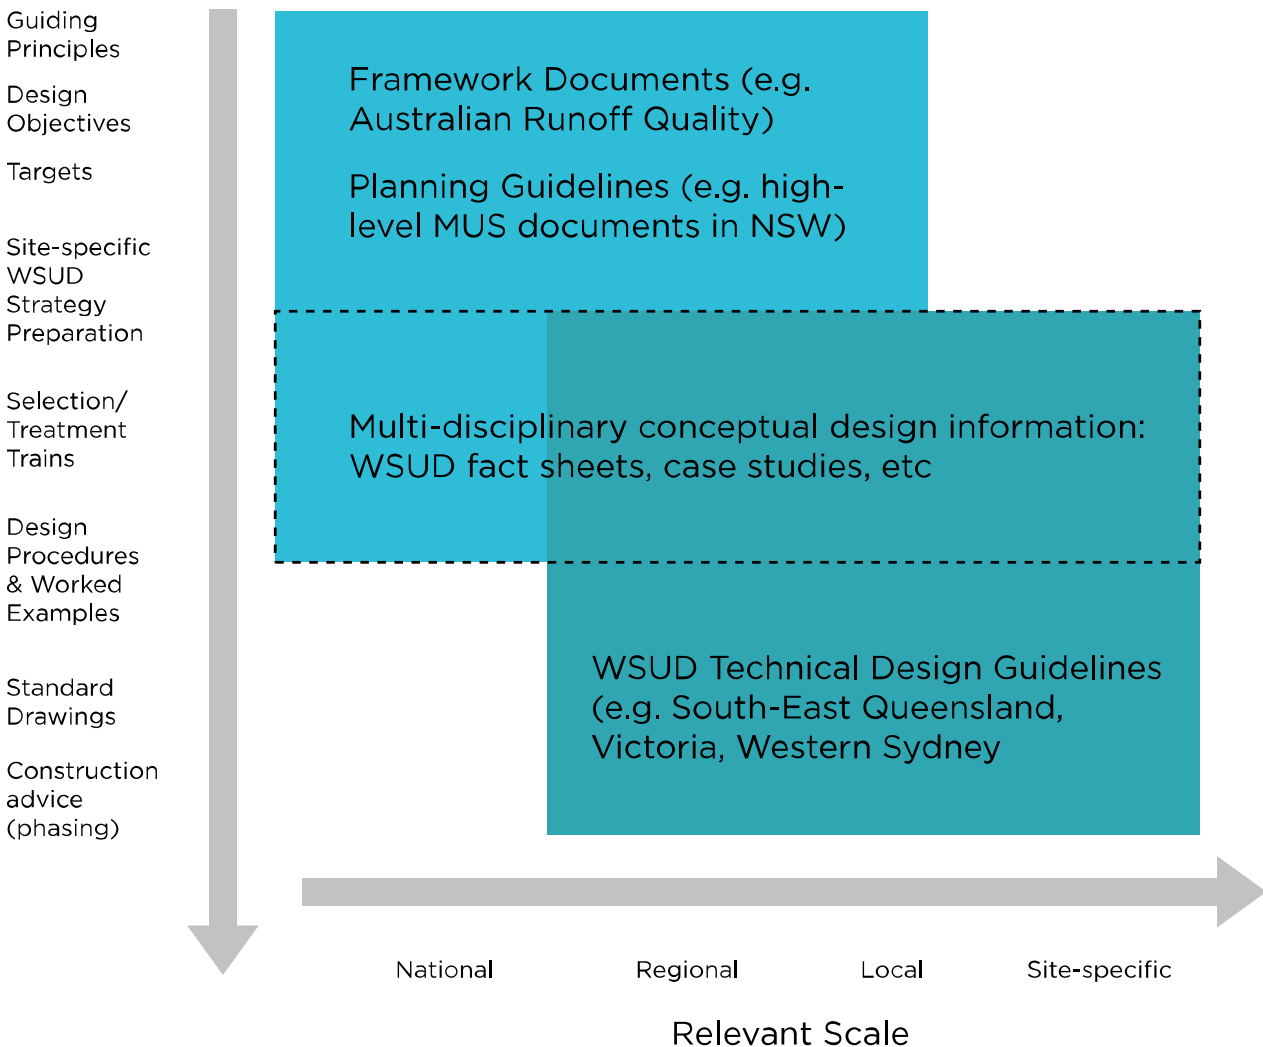 Guiding
Principles
Design
Objectives
Targets
Site-specific
WSUD
Strategy
Preparation
Selection/
Treatment
Trains
Design
Procedures
& Worked
Examples
Standard
Drawings
Construction
advice
(phasing)
Framework Documents (e.g.
Australian Runoff Quality)
Planning Guidelines (e.g. high-
level MUS documents in NSW)
Multi-disciplinary conceptual design information:
WSUD fact sheets, case studies, etc
WSUD Technical Design Guidelines
(e.g. South-East Queensland,
Victoria, Western Sydney
National
Regional
Local
Site-specific
Relevant Scale